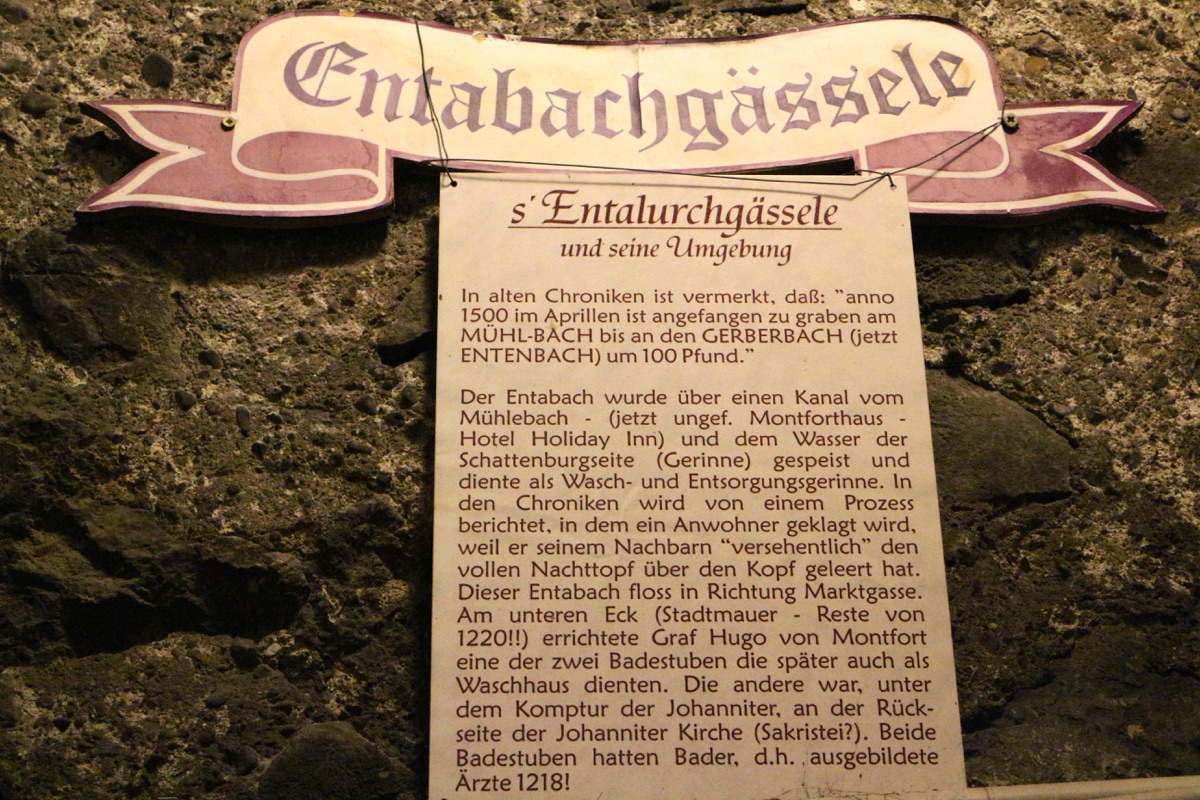 Entabachgässele
s´Entalurchgässele
und seine Umgebung
In alten Chroniken ist vermerkt, daß: ”anno
1500 im Aprillen ist angefangen zu graben am
MÜHL-BACH bis an den GERBERBACH (jetzt
ENTENBACH) um 100 Pfund.”
Der Entabach wurde über einen Kanal vom
Mühlebach - (jetzt ungef. Montforthaus -
Hotel Holiday Inn) und dem Wasser der
Schattenburgseite (Gerinne) gespeist und
diente als Wasch- und Entsorgungsgerinne. In
den Chroniken wird von einem Prozess
berichtet, in dem ein Anwohner geklagt wird,
weil er seinem Nachbarn “versehentlich” den
vollen Nachttopf über den Kopf geleert hat.
Dieser Entabach floss in Richtung Marktgasse.
Am unteren Eck (Stadtmauer - Reste von
1220!!) errichtete Graf Hugo von Montfort
eine der zwei Badestuben die später auch als
Waschhaus dienten. Die andere war, unter
dem Komptur der Johanniter, an der Rück-
seite der Johanniter Kirche (Sakristei?). Beide
Badestuben hatten Bader, d.h. ausgebildete
Ärzte 1218!